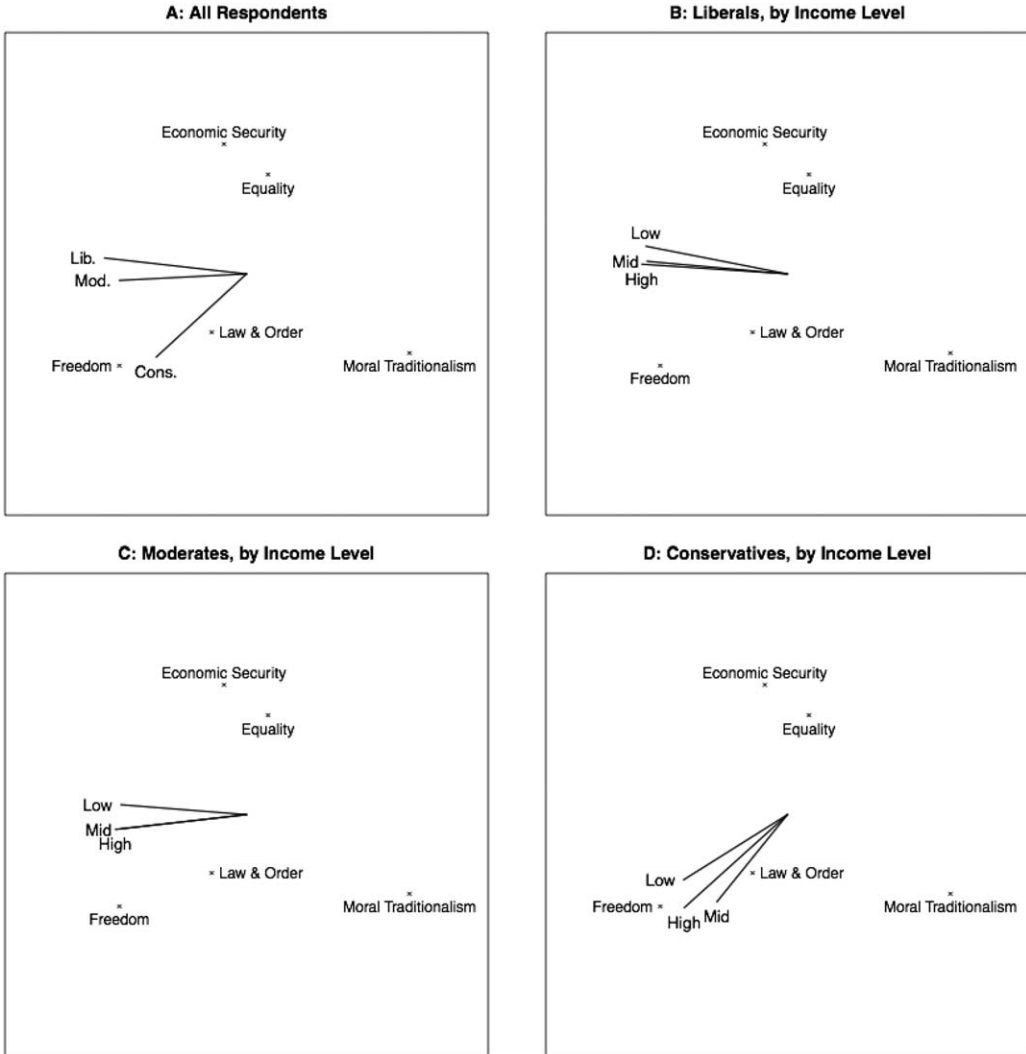 A: All Respondents
Economic Security
Equality
Lib.
Mod.
Law & Order
Freedom
Cons.
Moral Traditionalism
B: Liberals, by Income Level
Economic Security
Equality
Low
Mid
High
Law & Order
Moral Traditionalism
Freedom
C: Moderates, by Income Level
Economic Security
Equality
Low
Mid
High
Law & Order
Moral Traditionalism
Freedom
D: Conservatives, by Income Level
Economic Security
Equality
Law & Order
Low
Freedom
High
Mid
Moral Traditionalism